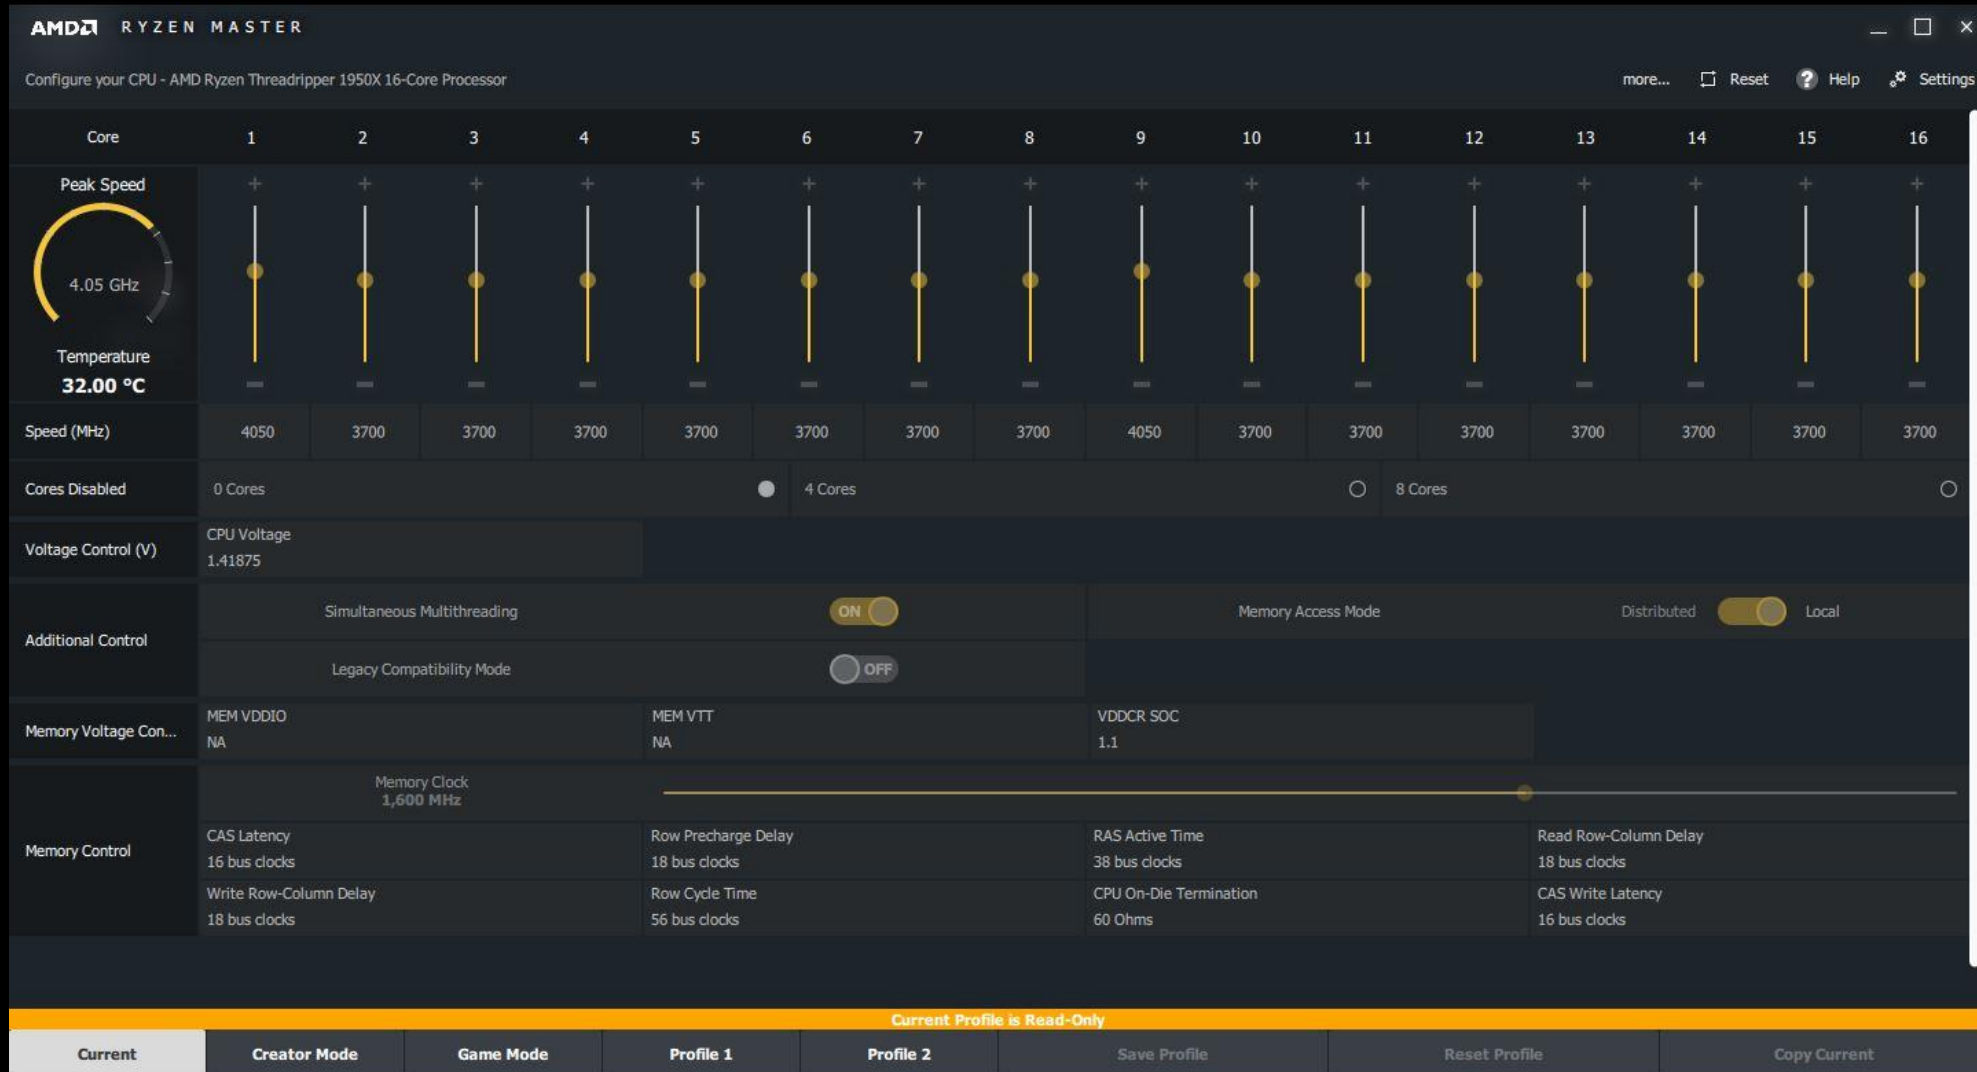 AMD RYZEN MASTER
Configure your CPU - AMD Ryzen Threadripper 1950X 16-Core Processor more... Reset ? Help Settings
Core 1 2 3 4 5 6 7 8 9 10 11 12 13 14 15 16
Peak Speed
4.05 GHz
Temperature
32.00 °C
Speed (MHz) 4050 3700 3700 3700 3700 3700 3700 3700 4050 3700 3700 3700 3700 3700 3700 3700
Cores Disabled 0 Cores 4 Cores 8 Cores
Voltage Control (V) CPU Voltage
1.41875
Additional Control
Simultaneous Multithreading ON Memory Access Mode Distributed Local
Legacy Compatibility Mode OFF
Memory Voltage Con...
MEM VDDIO MEM VTT VDDCR SOC
NA NA 1.1
Memory Control
Memory Clock
1,600 MHz
CAS Latency Row Precharge Delay RAS Active Time Read Row-Column Delay
16 bus clocks 18 bus clocks 38 bus clocks 18 bus clocks
Write Row-Column Delay Row Cycle Time CPU On-Die Termination CAS Write Latency
18 bus clocks 56 bus clocks 60 Ohms 16 bus clocks
Current Profile is Read-Only
Current Creator Mode Game Mode Profile 1 Profile 2 Save Profile Reset Profile Copy Current